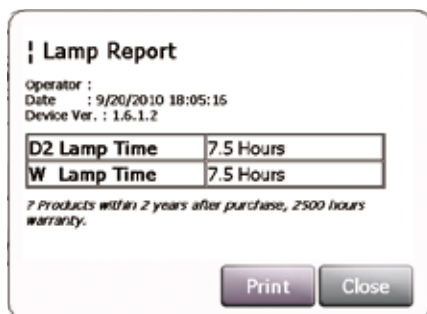 ¦ Lamp Report
Operator :
Date : 9/20/2010 18:05:16
Device Ver. : 1.6.1.2
D2 Lamp Time 7.5 Hours
W Lamp Time 7.5 Hours
? Products within 2 years after purchase, 2500 hours
warranty.
Print Close